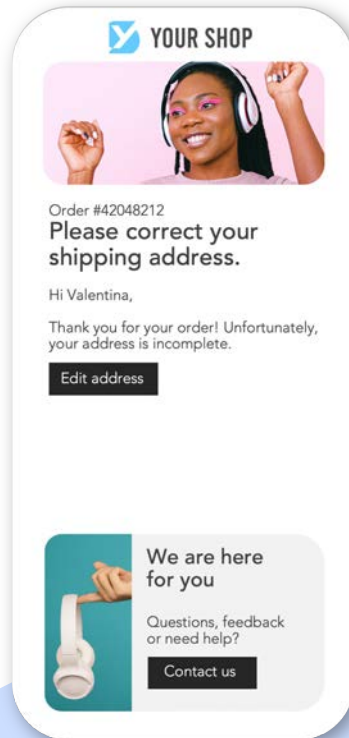 YOUR SHOP
Order #42048212
Please correct your
shipping address.
Hi Valentina,
Thank you for your order! Unfortunately,
your address is incomplete.
Edit address
We are here
for you
Questions, feedback
or need help?
Contact us